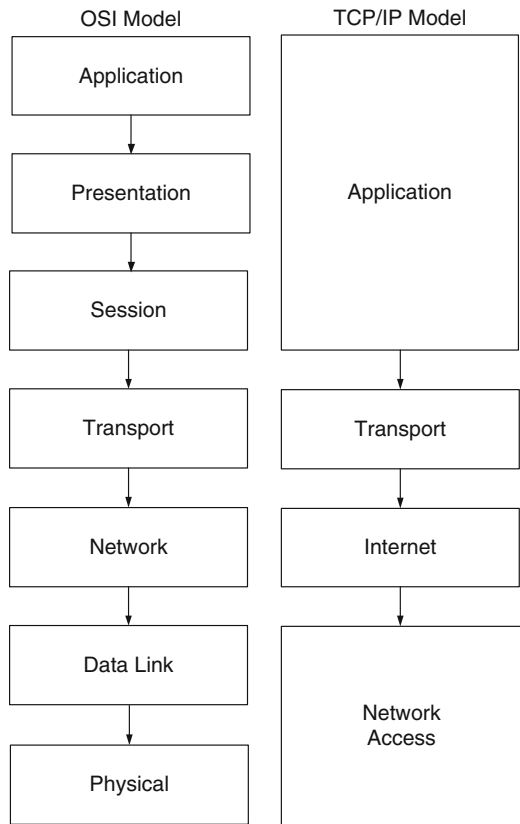 OSI Model
Application
Presentation
Session
Transport
Network
Data Link
Physical
TCP/IP Model
Application
Transport
Internet
Network
Access